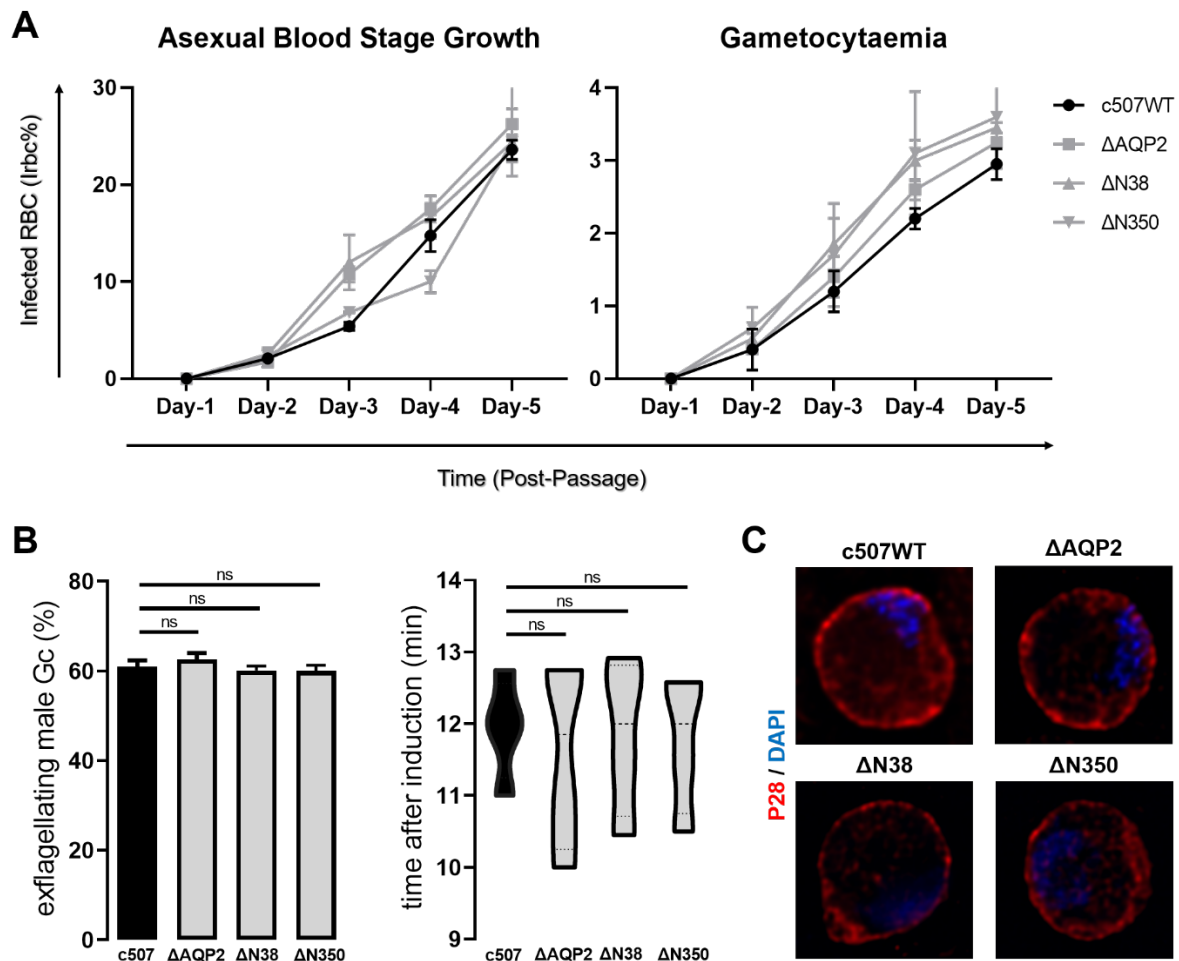 A
Asexual Blood Stage Growth
Gametocytaemia
Infected RBC (Irbc%)
30
20
10
0
Day-1 Day-2 Day-3 Day-4 Day-5
4
3
2
1
0
Day-1 Day-2 Day-3 Day-4 Day-5
c507WT
ΔAQP2
ΔN38
ΔN350
Time (Post-Passage)
B
exflagellating male Gc (%)
80
60
40
20
0
ns
ns
ns
c507 ΔAQP2 ΔN38 ΔN350
time after induction (min)
14
13
12
11
10
9
ns
ns
ns
c507 ΔAQP2 ΔN38 ΔN350
C
P28 / DAPI
c507WT
ΔAQP2
ΔN38
ΔN350